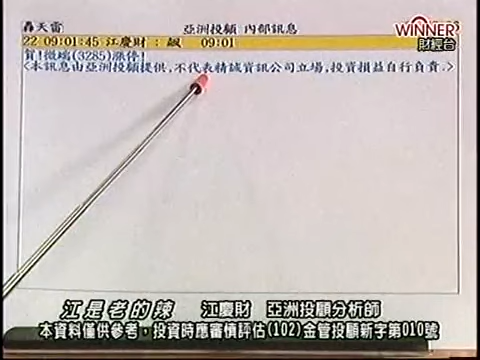 轟天雷 亞洲投顧 內部訊息
WINNER
財經台
22 09:01:45 江慶財 : 飆 09:01
買!微端(3285)漲停!
<本訊息由亞洲投顧提供,不代表精誠資訊公司立場,投資損益自行負責.>
江是老的辣 江慶財 亞洲投顧分析師
本資料僅供參考,投資時應審慎評估(102)金管投顧新字第010號